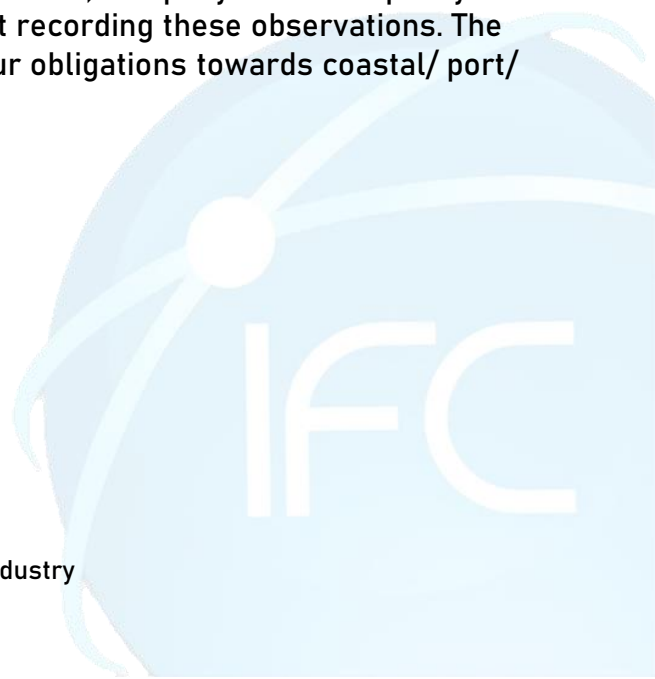 t recording these observations. The
ur obligations towards coastal/ port/
IFC
dustry